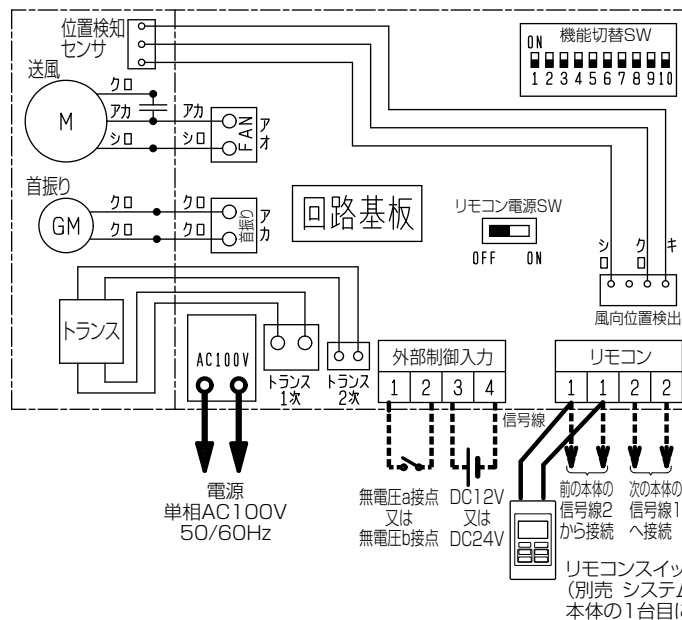 位置検知
センサ
機能切替SW
ON
1 2 3 4 5 6 7 8 9 10
送風
M
クロ
アカ
シロ
アカ
シロ
FAN
アオ
首振り
GM
クロ
クロ
クロ
クロ
首振り
アカ
回路基板
リモコン電源SW
OFF ON
シロ
クロ
キ
風向位置検出
トランス
AC100V
トランス
1次
トランス
2次
外部制御入力
1 2 3 4
リモコン
1 1 2 2
信号線
電源
単相AC100V
50/60Hz
無電圧a接点
又は
無電圧b接点
DC12V
又は
DC24V
前の本体の
信号線2
から接続
次の本体の
信号線1
へ接続
リモコンスイッ
(別売 システム
本体の1台目に